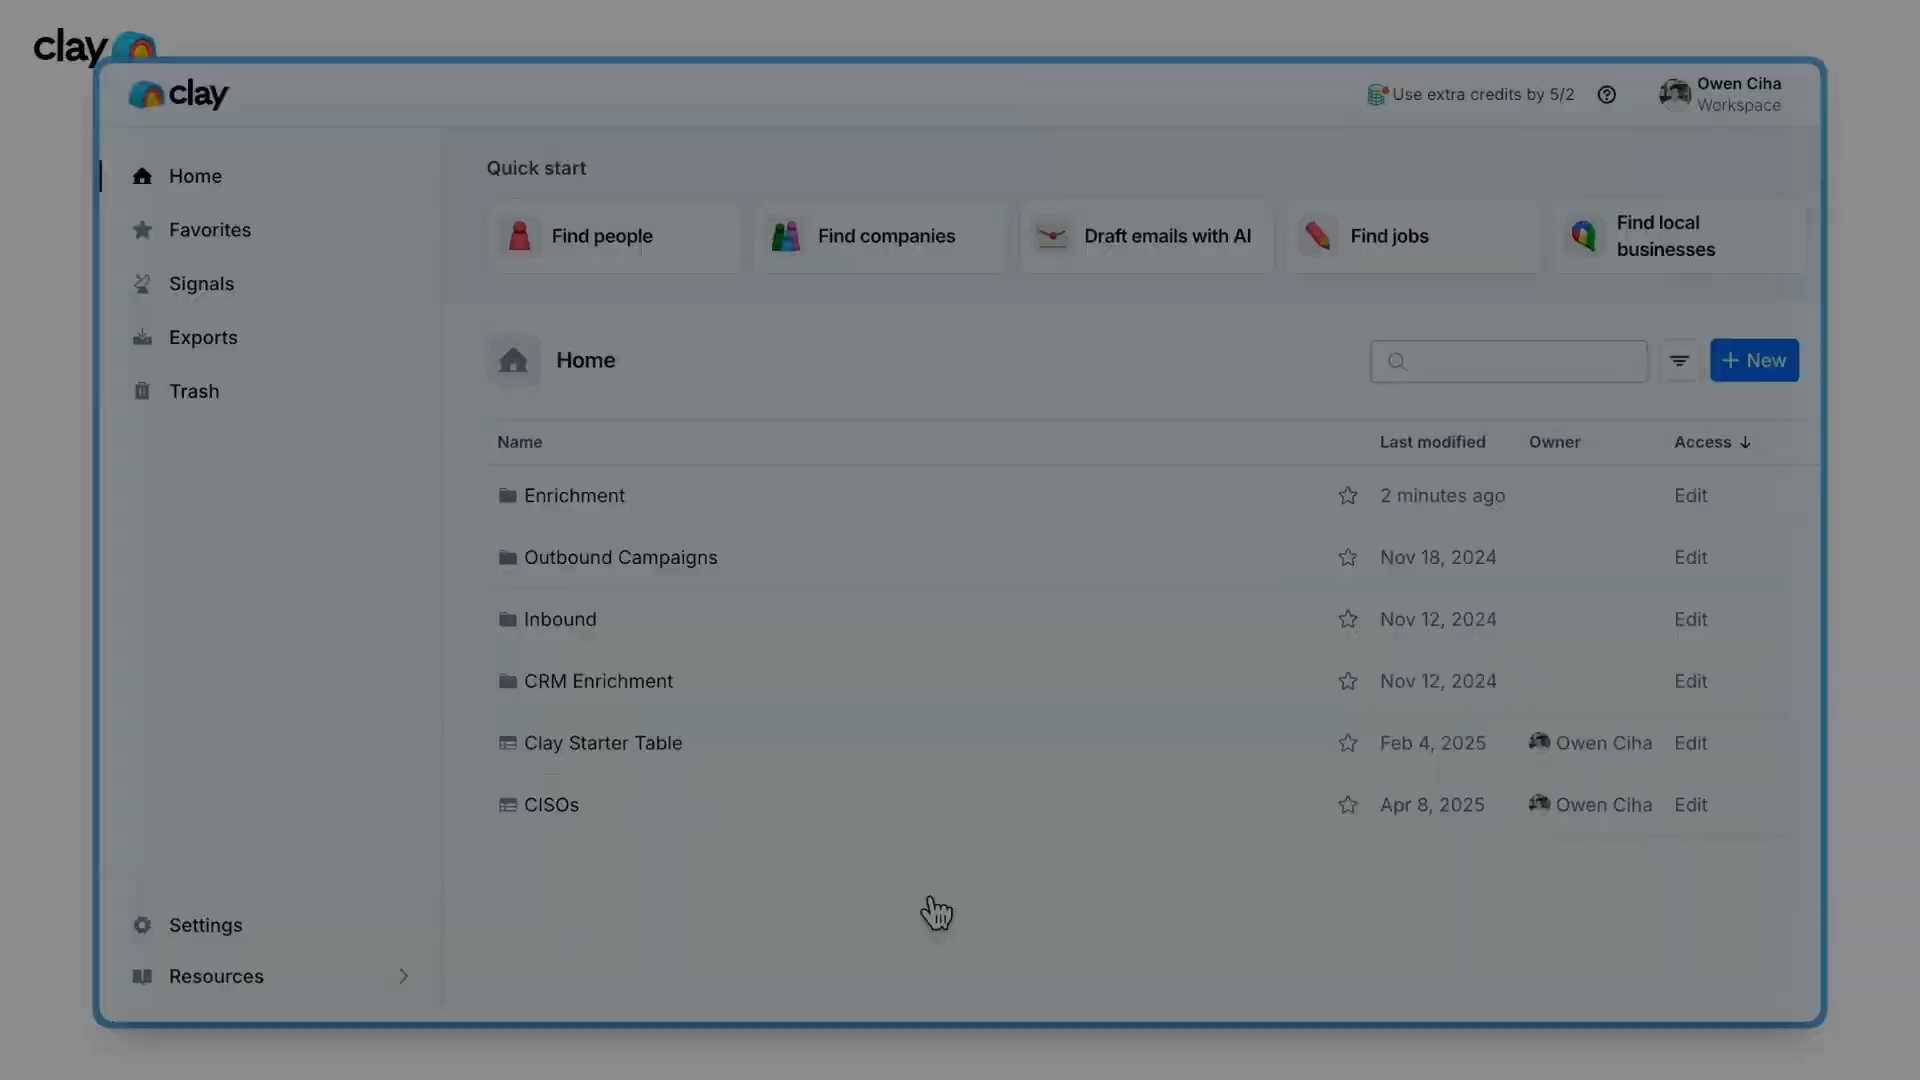 clay
clay
Use extra credits by 5/2
Owen Ciha
Workspace
Home
Favorites
Signals
Exports
Trash
Settings
Resources
Quick start
Find people
Find companies
Draft emails with AI
Find jobs
Find local
businesses
Home
+ New
Name Last modified Owner Access ↓
Enrichment 2 minutes ago Edit
Outbound Campaigns Nov 18, 2024 Edit
Inbound Nov 12, 2024 Edit
CRM Enrichment Nov 12, 2024 Edit
Clay Starter Table Feb 4, 2025 Owen Ciha Edit
CISOs Apr 8, 2025 Owen Ciha Edit